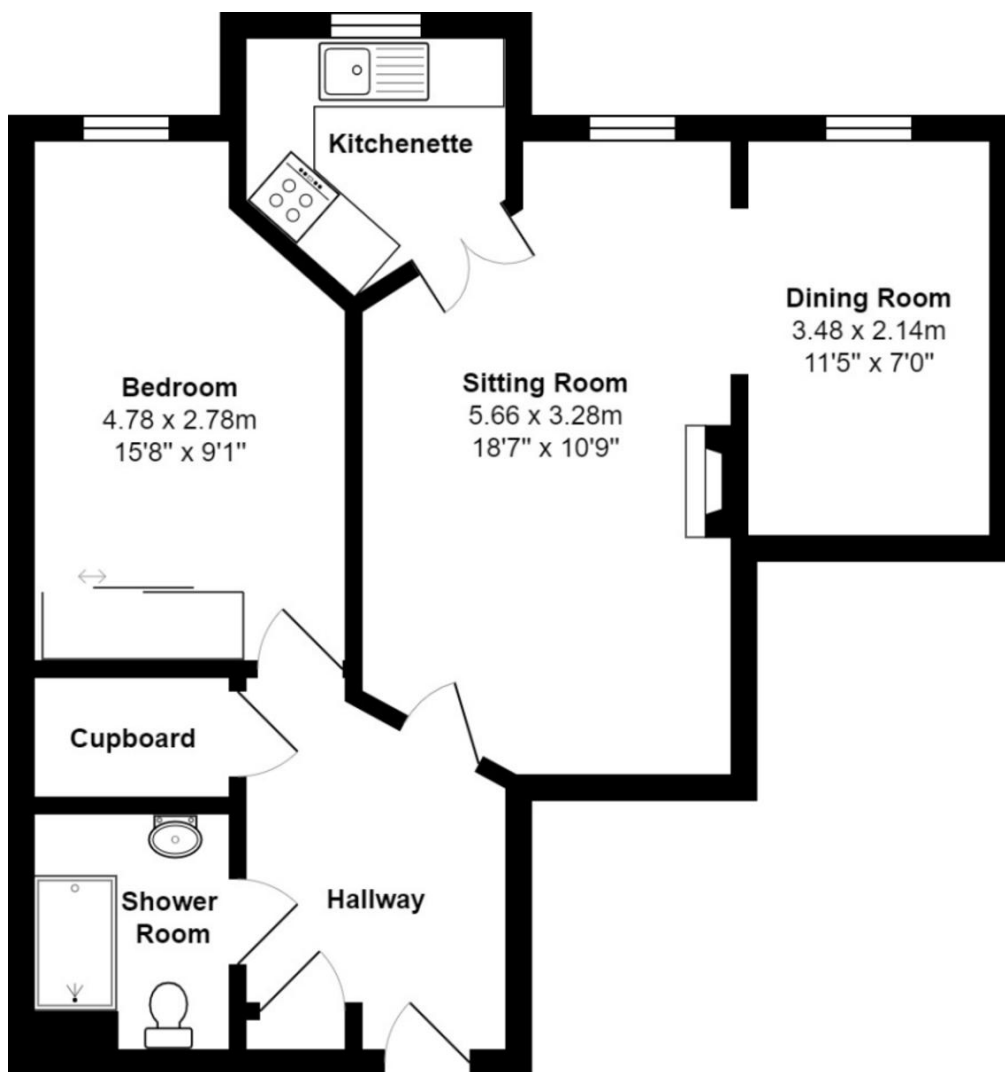 Kitchenette
Dining Room
3.48 x 2.14m
11'5" x 7'0"
Bedroom
4.78 x 2.78m
15'8" x 9'1"
Sitting Room
5.66 x 3.28m
18'7" x 10'9"
Cupboard
Shower
Room
Hallway